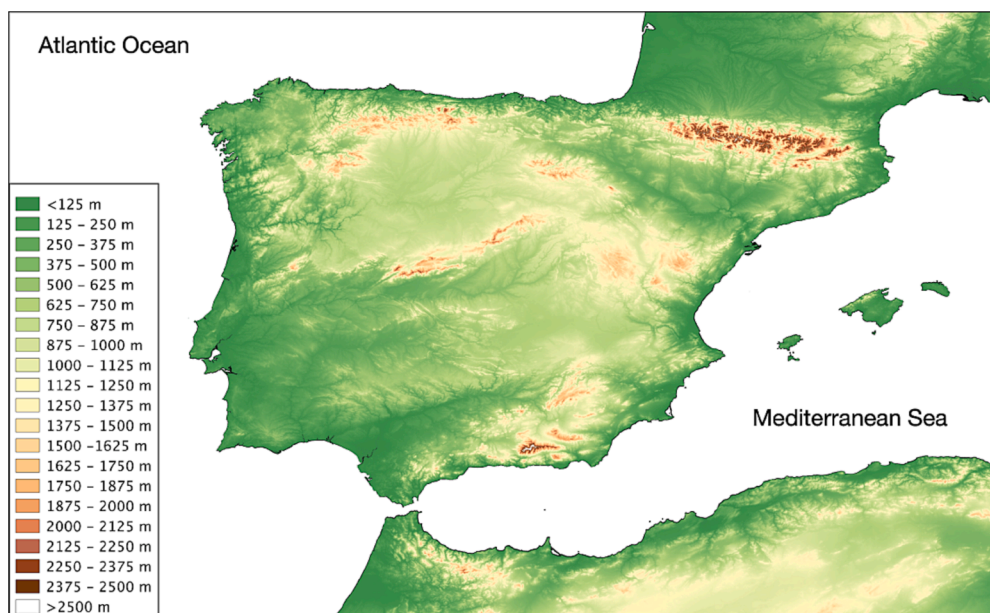 Atlantic Ocean
<125 m
125 – 250 m
250 – 375 m
375 – 500 m
500 – 625 m
625 – 750 m
750 – 875 m
875 – 1000 m
1000 – 1125 m
1125 – 1250 m
1250 – 1375 m
1375 – 1500 m
1500 –1625 m
1625 – 1750 m
1750 – 1875 m
1875 – 2000 m
2000 – 2125 m
2125 – 2250 m
2250 – 2375 m
2375 – 2500 m
>2500 m
Mediterranean Sea